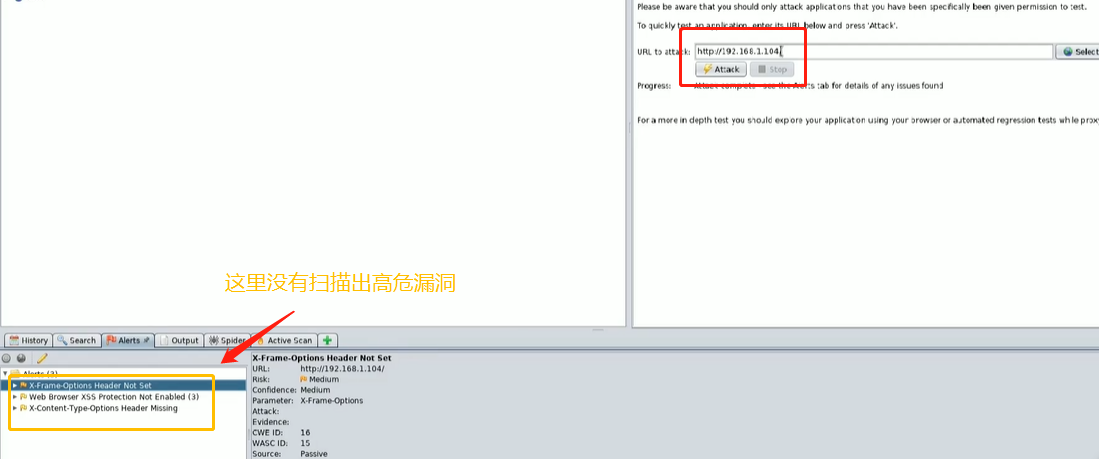 Please be aware that you should only attack applications that you have been specifically been given permission to test.
To quickly test an application, enter its URL below and press 'Attack'.
URL to attack: http://192.168.1.104/ Select
Attack Stop
Progress: Attack complete - see the Alerts tab for details of any issues found
For a more in depth test you should explore your application using your browser or automated regression tests while proxy
这里没有扫描出高危漏洞
History Search Alerts Output Spider Active Scan
Alerts (3)
X-Frame-Options Header Not Set
Web Browser XSS Protection Not Enabled (3)
X-Content-Type-Options Header Missing
X-Frame-Options Header Not Set
URL: http://192.168.1.104/
Risk: Medium
Confidence: Medium
Parameter: X-Frame-Options
Attack:
Evidence:
CWE ID: 16
WASC ID: 15
Source: Passive